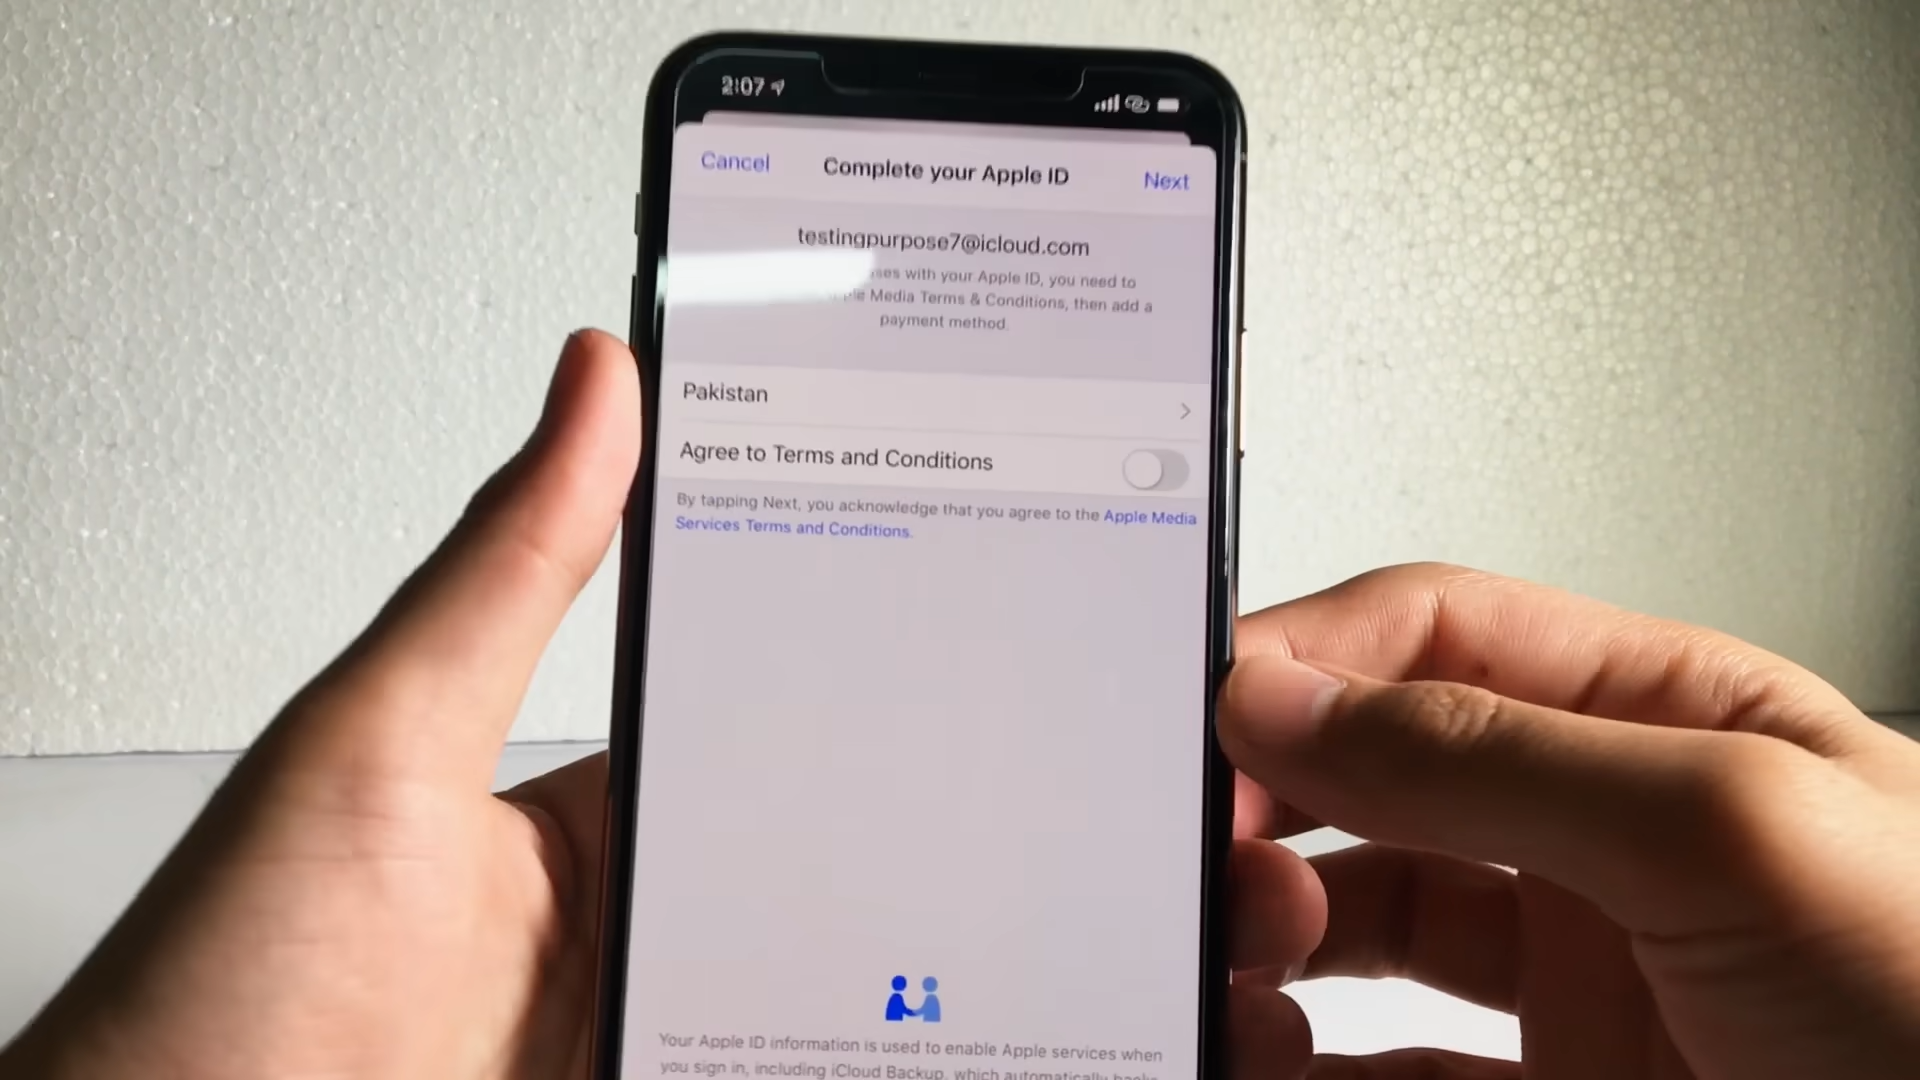 2:07
Cancel
Complete your Apple ID
Next
testingpurpose7@icloud.com
with your Apple ID, you need to
Media Terms & Conditions, then add a
payment method.
Pakistan
Agree to Terms and Conditions
By tapping Next, you acknowledge that you agree to the Apple Media
Services Terms and Conditions.
Your Apple ID information is used to enable Apple services when
you sign in, including iCloud Backup, which automatically backs